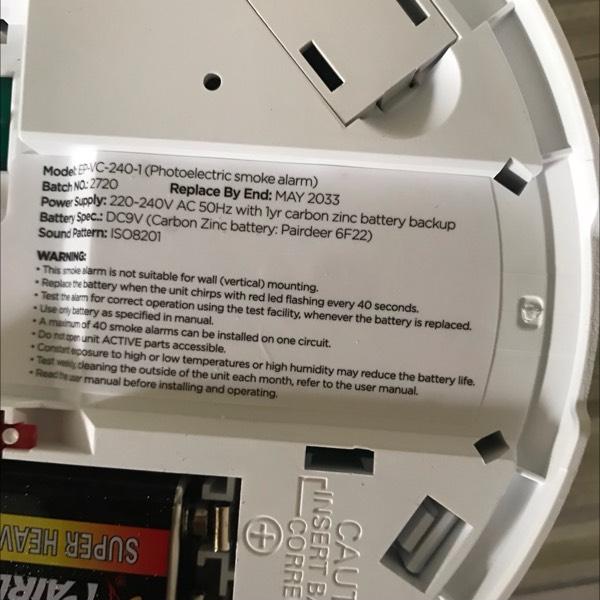 Model: EP-VC-240-1 (Photoelectric smoke alarm)
Batch NO.: 2720 Replace By End: MAY 2033
Power Supply: 220-240V AC 50Hz with 1yr carbon zinc battery backup
Battery Spec.: DC9V (Carbon Zinc battery: Pairdeer 6F22)
Sound Pattern: ISO8201
WARNING:
• This smoke alarm is not suitable for wall (vertical) mounting.
• Replace the battery when the unit chirps with red led flashing every 40 seconds.
• Test the alarm for correct operation using the test facility, whenever the battery is replaced.
• Use only battery as specified in manual.
• A maximum of 40 smoke alarms can be installed on one circuit.
• Do not open unit ACTIVE parts accessible.
• Constant exposure to high or low temperatures or high humidity may reduce the battery life.
• Test weekly, cleaning the outside of the unit each month, refer to the user manual.
• Read the user manual before installing and operating.
SUPER HEAV
PAIR
CAUT
INSERT BA
CORRE